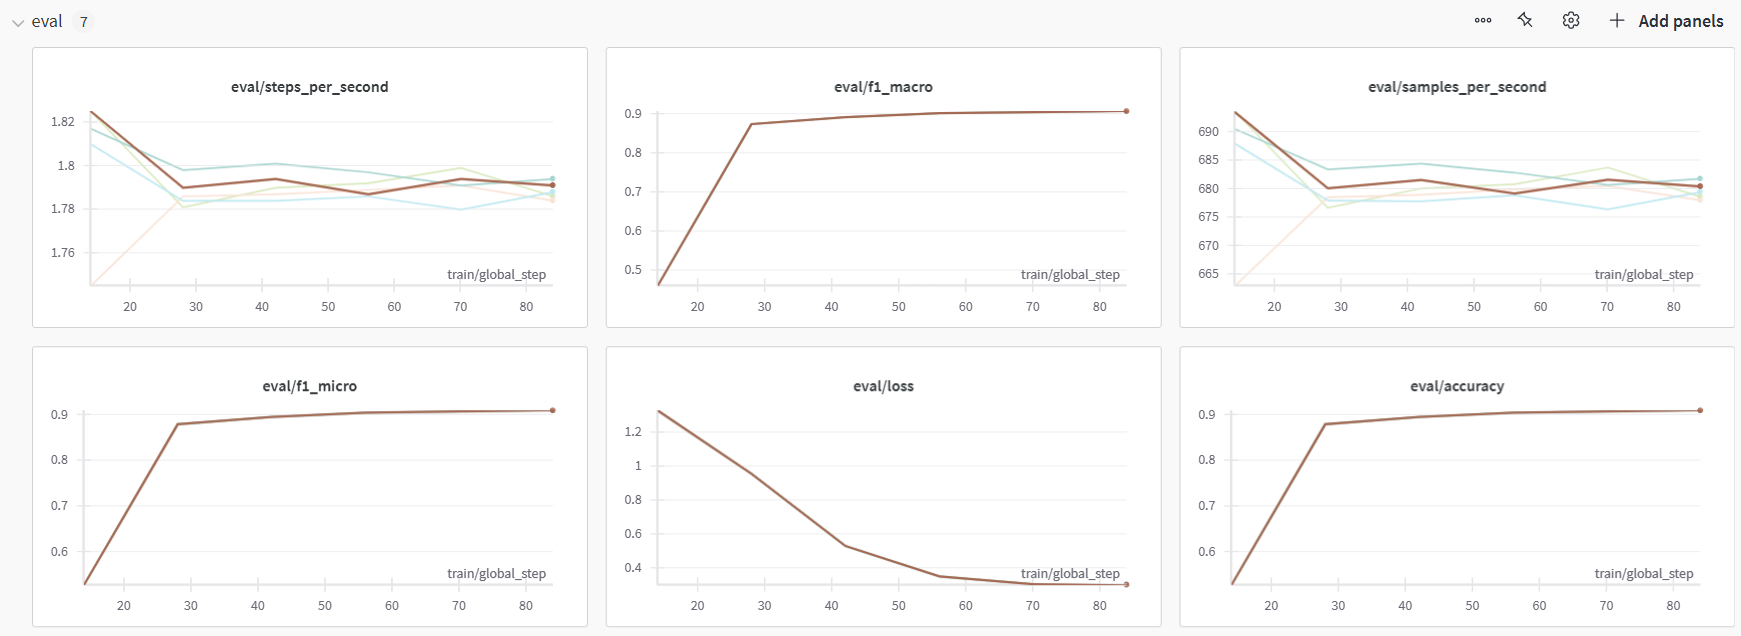 eval 7
Add panels
eval/steps_per_second
1.82
1.8
1.78
1.76
train/global_step
20 30 40 50 60 70 80
eval/f1_macro
0.9
0.8
0.7
0.6
0.5
train/global_step
20 30 40 50 60 70 80
eval/samples_per_second
690
685
680
675
670
665
train/global_step
20 30 40 50 60 70 80
eval/f1_micro
0.9
0.8
0.7
0.6
train/global_step
20 30 40 50 60 70 80
eval/loss
1.2
1
0.8
0.6
0.4
train/global_step
20 30 40 50 60 70 80
eval/accuracy
0.9
0.8
0.7
0.6
train/global_step
20 30 40 50 60 70 80